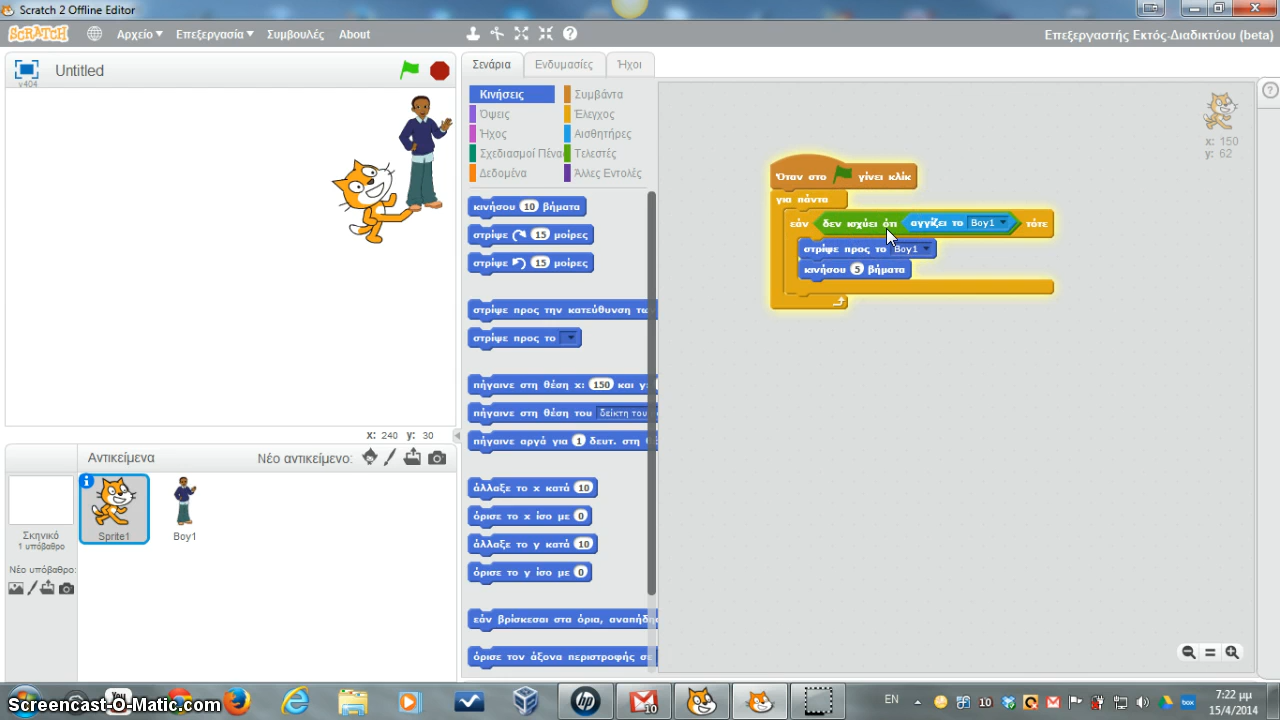 Scratch 2 Offline Editor
SCRATCH Αρχείο Επεξεργασία Συμβουλές About Επεξεργαστής Εκτός-Διαδικτύου (beta)
v404 Untitled
Σενάρια Ενδυμασίες Ήχοι
Κινήσεις Συμβάντα
Όψεις Έλεγχος
Ήχος Αισθητήρες
Σχεδιασμοί Πένα Τελεστές
Δεδομένα Άλλες Εντολές
κινήσου 10 βήματα
στρίψε 15 μοίρες
στρίψε 15 μοίρες
στρίψε προς την κατεύθυνση τω
στρίψε προς το
πήγαινε στη θέση x: 150 και y:
πήγαινε στη θέση του δείκτη του
πήγαινε αργά για 1 δευτ. στη θ
άλλαξε το x κατά 10
όρισε το x ίσο με 0
άλλαξε το y κατά 10
όρισε το y ίσο με 0
εάν βρίσκεσαι στα όρια, αναπήδ
όρισε τον άξονα περιστροφής σε
x: 150
y: 62
Όταν στο γίνει κλίκ
για πάντα
εάν δεν ισχύει ότι αγγίζει το Boy1 τότε
στρίψε προς το Boy1
κινήσου 5 βήματα
x: 240 y: 30
Αντικείμενα Νέο αντικείμενο:
Σκηνικό
1 υπόβαθρο
Νέο υπόβαθρο:
Sprite1
Boy1
You
hp
10
EN
10
box
7:22 μμ
15/4/2014
Screencast-O-Matic.com